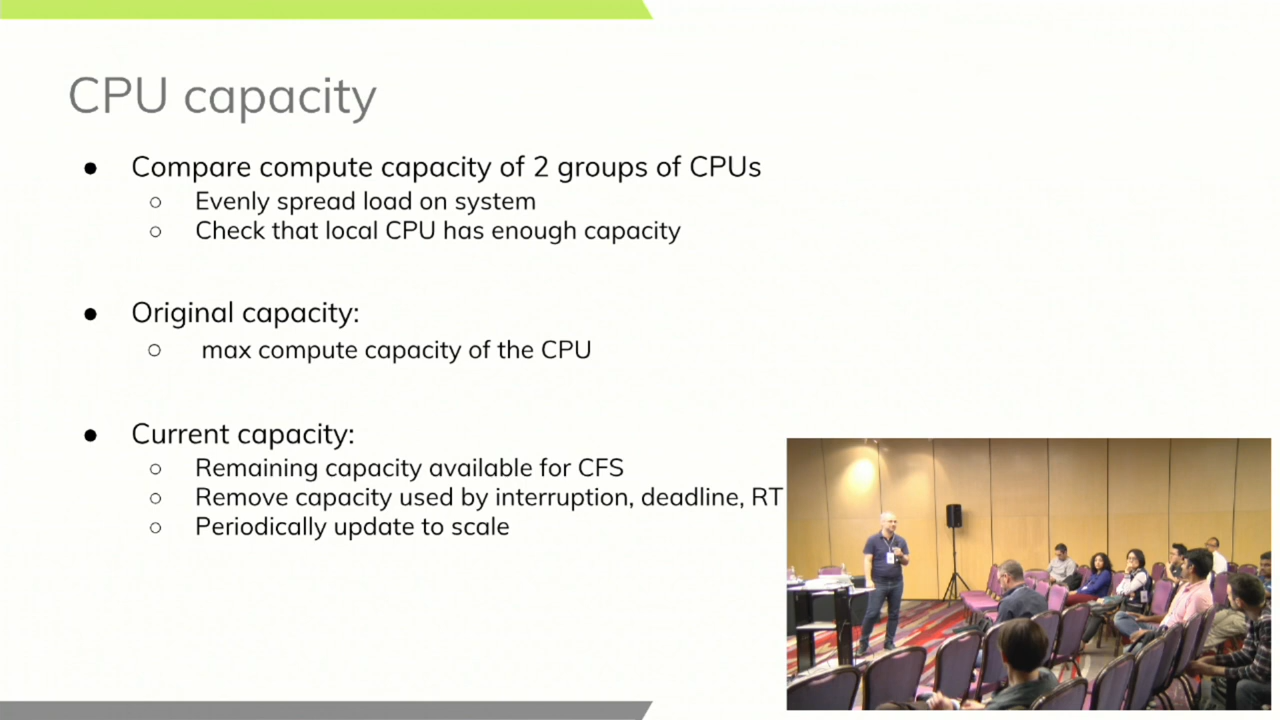 CPU capacity
● Compare compute capacity of 2 groups of CPUs
○ Evenly spread load on system
○ Check that local CPU has enough capacity
● Original capacity:
○ max compute capacity of the CPU
● Current capacity:
○ Remaining capacity available for CFS
○ Remove capacity used by interruption, deadline, RT
○ Periodically update to scale